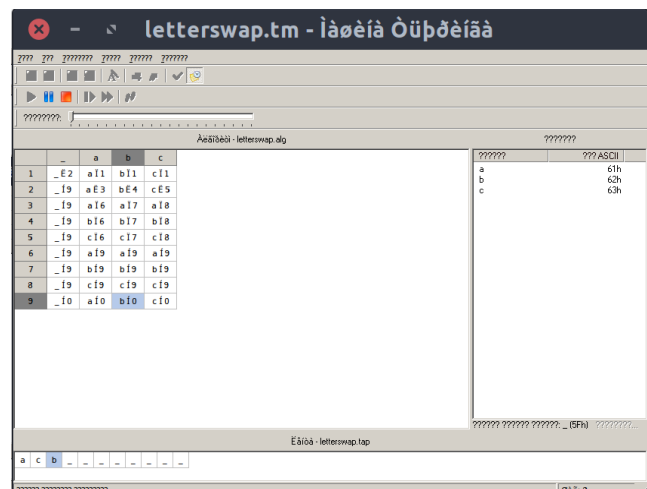 letterswap.tm - Ìàøèíà Òüþðèíãà
???? ??? ???????? ????? ?????? ???????
????????:
Àëãîðèòì - letterswap.alg
???????
_ a b c
1 _Ë2 aÏ1 bÏ1 cÏ1
2 _Í9 aË3 bË4 cË5
3 _Í9 aÏ6 aÏ7 aÏ8
4 _Í9 bÏ6 bÏ7 bÏ8
5 _Í9 cÏ6 cÏ7 cÏ8
6 _Í9 aÍ9 aÍ9 aÍ9
7 _Í9 bÍ9 bÍ9 bÍ9
8 _Í9 cÍ9 cÍ9 cÍ9
9 _Í0 aÍ0 bÍ0 cÍ0
?????? ??? ASCII
a 61h
b 62h
c 63h
?????? ?????? ??????: _ (5Fh) ????????...
Ëåíòà - letterswap.tap
a c b _ _ _ _ _ _ _ _